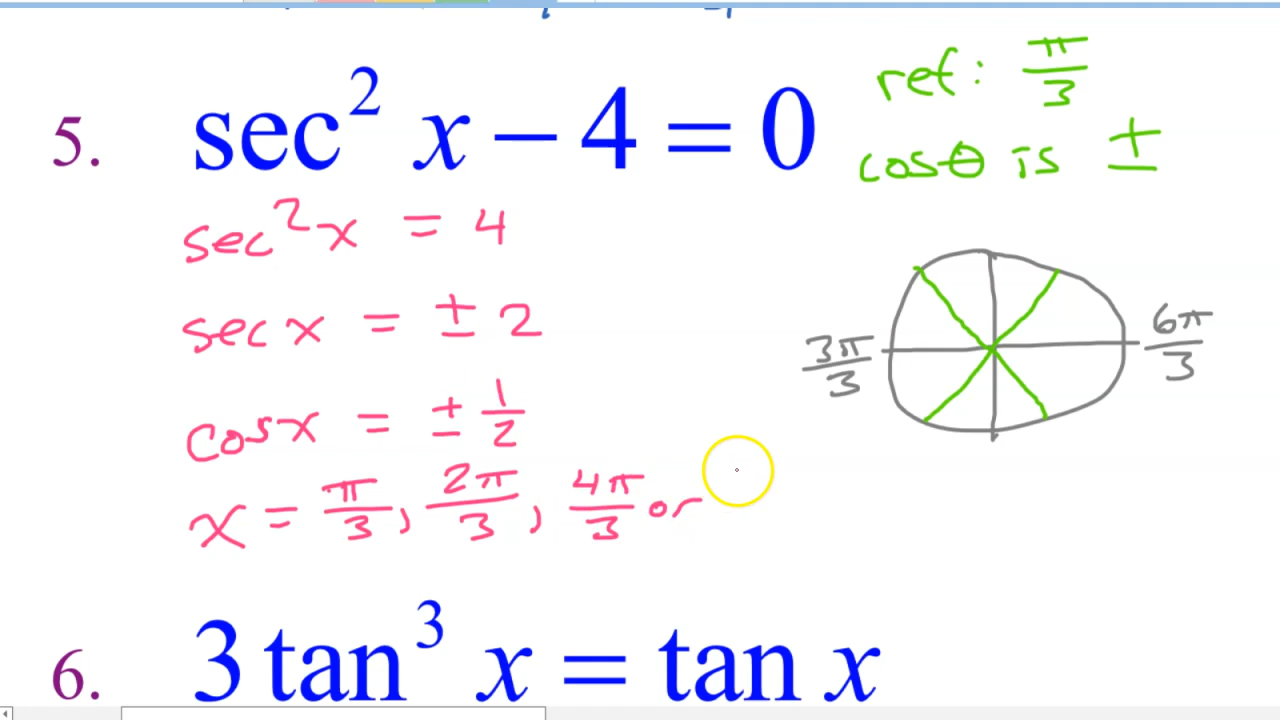 5. sec² x − 4 = 0
ref: π/3
cosθ is ±
sec²x = 4
sec x = ± 2
3π/3
6π/3
cosx = ± 1/2
x = π/3, 2π/3, 4π/3 or
6. 3 tan³ x = tan x